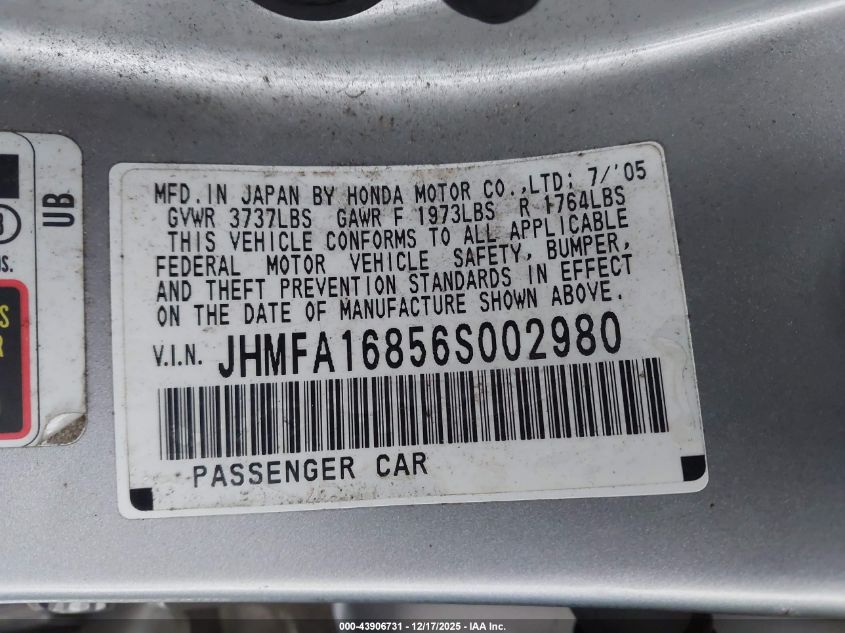 MFD. IN JAPAN BY HONDA MOTOR CO.,LTD; 7/'05
GVWR 3737LBS GAWR F 1973LBS R 1764LBS
THIS VEHICLE CONFORMS TO ALL APPLICABLE
FEDERAL MOTOR VEHICLE SAFETY, BUMPER,
AND THEFT PREVENTION STANDARDS IN EFFECT
ON THE DATE OF MANUFACTURE SHOWN ABOVE.
V.I.N. JHMFA16856S002980
PASSENGER CAR
UB
000-43906731 - 12/17/2025 - IAA Inc.